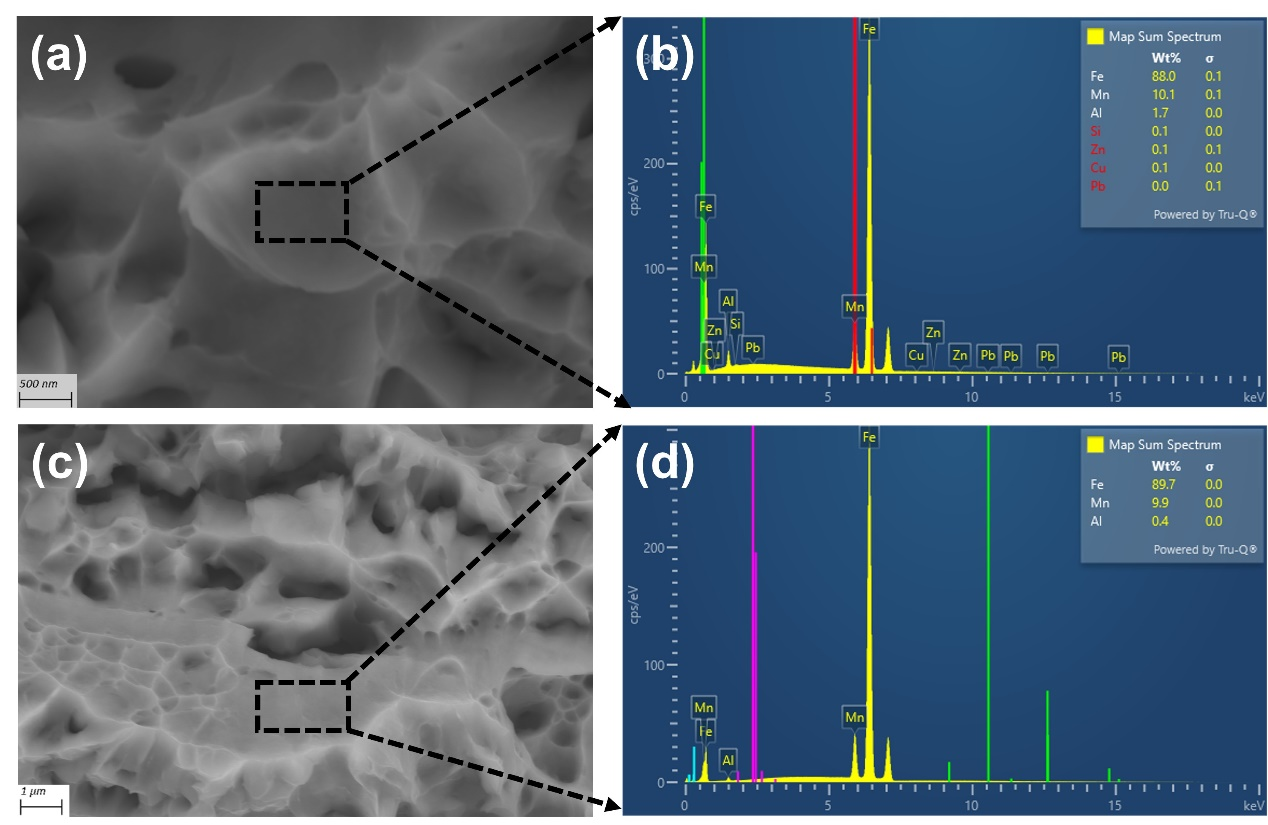 (a)
500 nm
(b)
Map Sum Spectrum
Wt% σ
Fe 88.0 0.1
Mn 10.1 0.1
Al 1.7 0.0
Si 0.1 0.0
Zn 0.1 0.1
Cu 0.1 0.0
Pb 0.0 0.1
Powered by Tru-Q®
Fe
200
cps/eV
Fe
100
Mn
Al
Si
Zn
Cu
Pb
Mn
Cu
Zn
Zn
Pb
Pb
Pb
Pb
0
0 5 10 15 keV
(c)
1 µm
(d)
Map Sum Spectrum
Wt% σ
Fe 89.7 0.0
Mn 9.9 0.0
Al 0.4 0.0
Powered by Tru-Q®
Fe
200
cps/eV
100
Mn
Fe
Al
Mn
0
0 5 10 15 keV